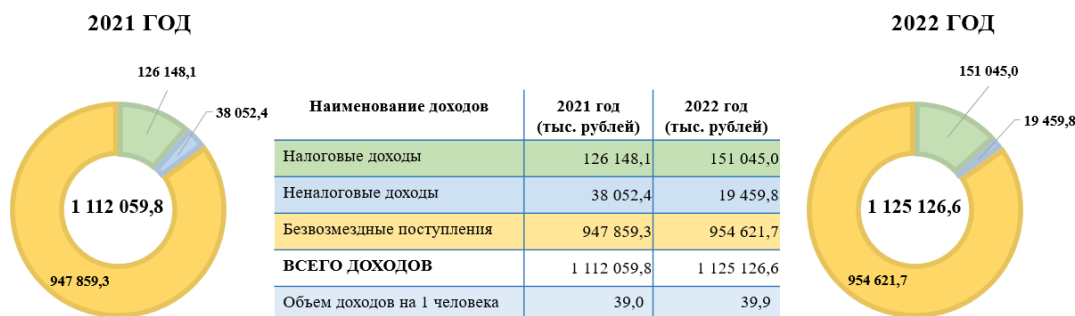 2021 ГОД
126 148,1
38 052,4
1 112 059,8
947 859,3
Наименование доходов 2021 год (тыс. рублей) 2022 год (тыс. рублей)
Налоговые доходы 126 148,1 151 045,0
Неналоговые доходы 38 052,4 19 459,8
Безвозмездные поступления 947 859,3 954 621,7
ВСЕГО ДОХОДОВ 1 112 059,8 1 125 126,6
Объем доходов на 1 человека 39,0 39,9
2022 ГОД
151 045,0
19 459,8
1 125 126,6
954 621,7